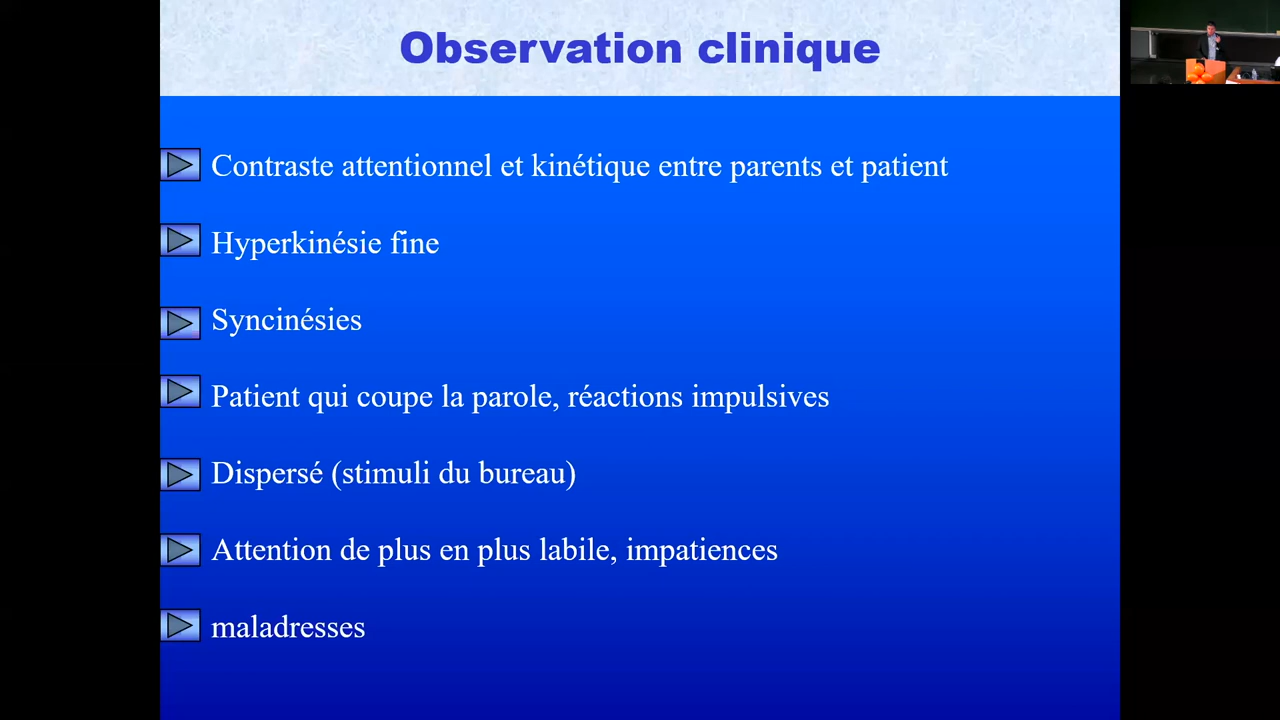 Observation clinique
Contraste attentionnel et kinétique entre parents et patient
Hyperkinésie fine
Syncinésies
Patient qui coupe la parole, réactions impulsives
Dispersé (stimuli du bureau)
Attention de plus en plus labile, impatiences
maladresses